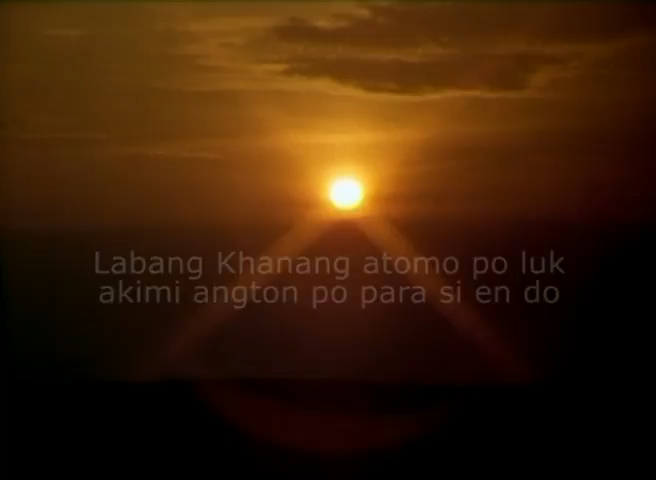 Labang Khanang atomo po luk
akimi angton po para si en do